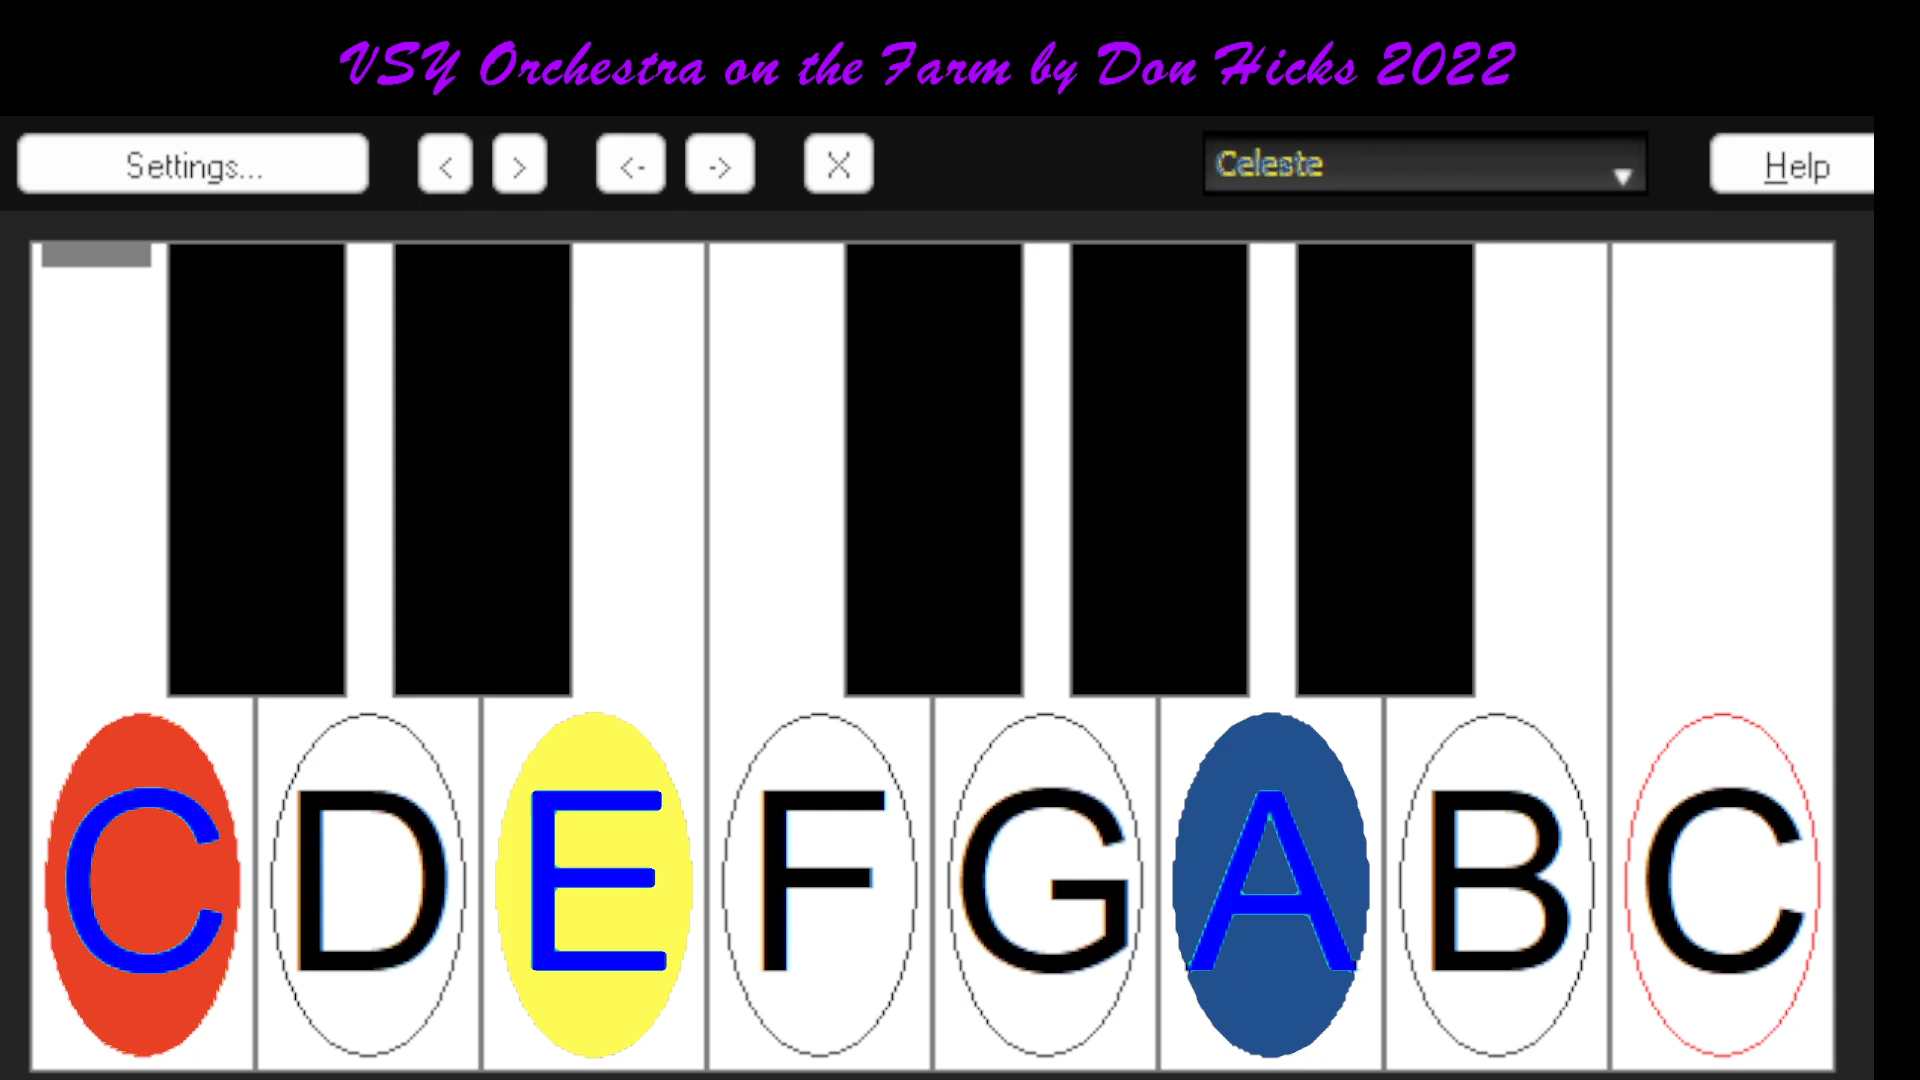 VSY Orchestra on the Farm by Don Hicks 2022
Settings... < > <- -> X Celeste Help
C D E F G A B C